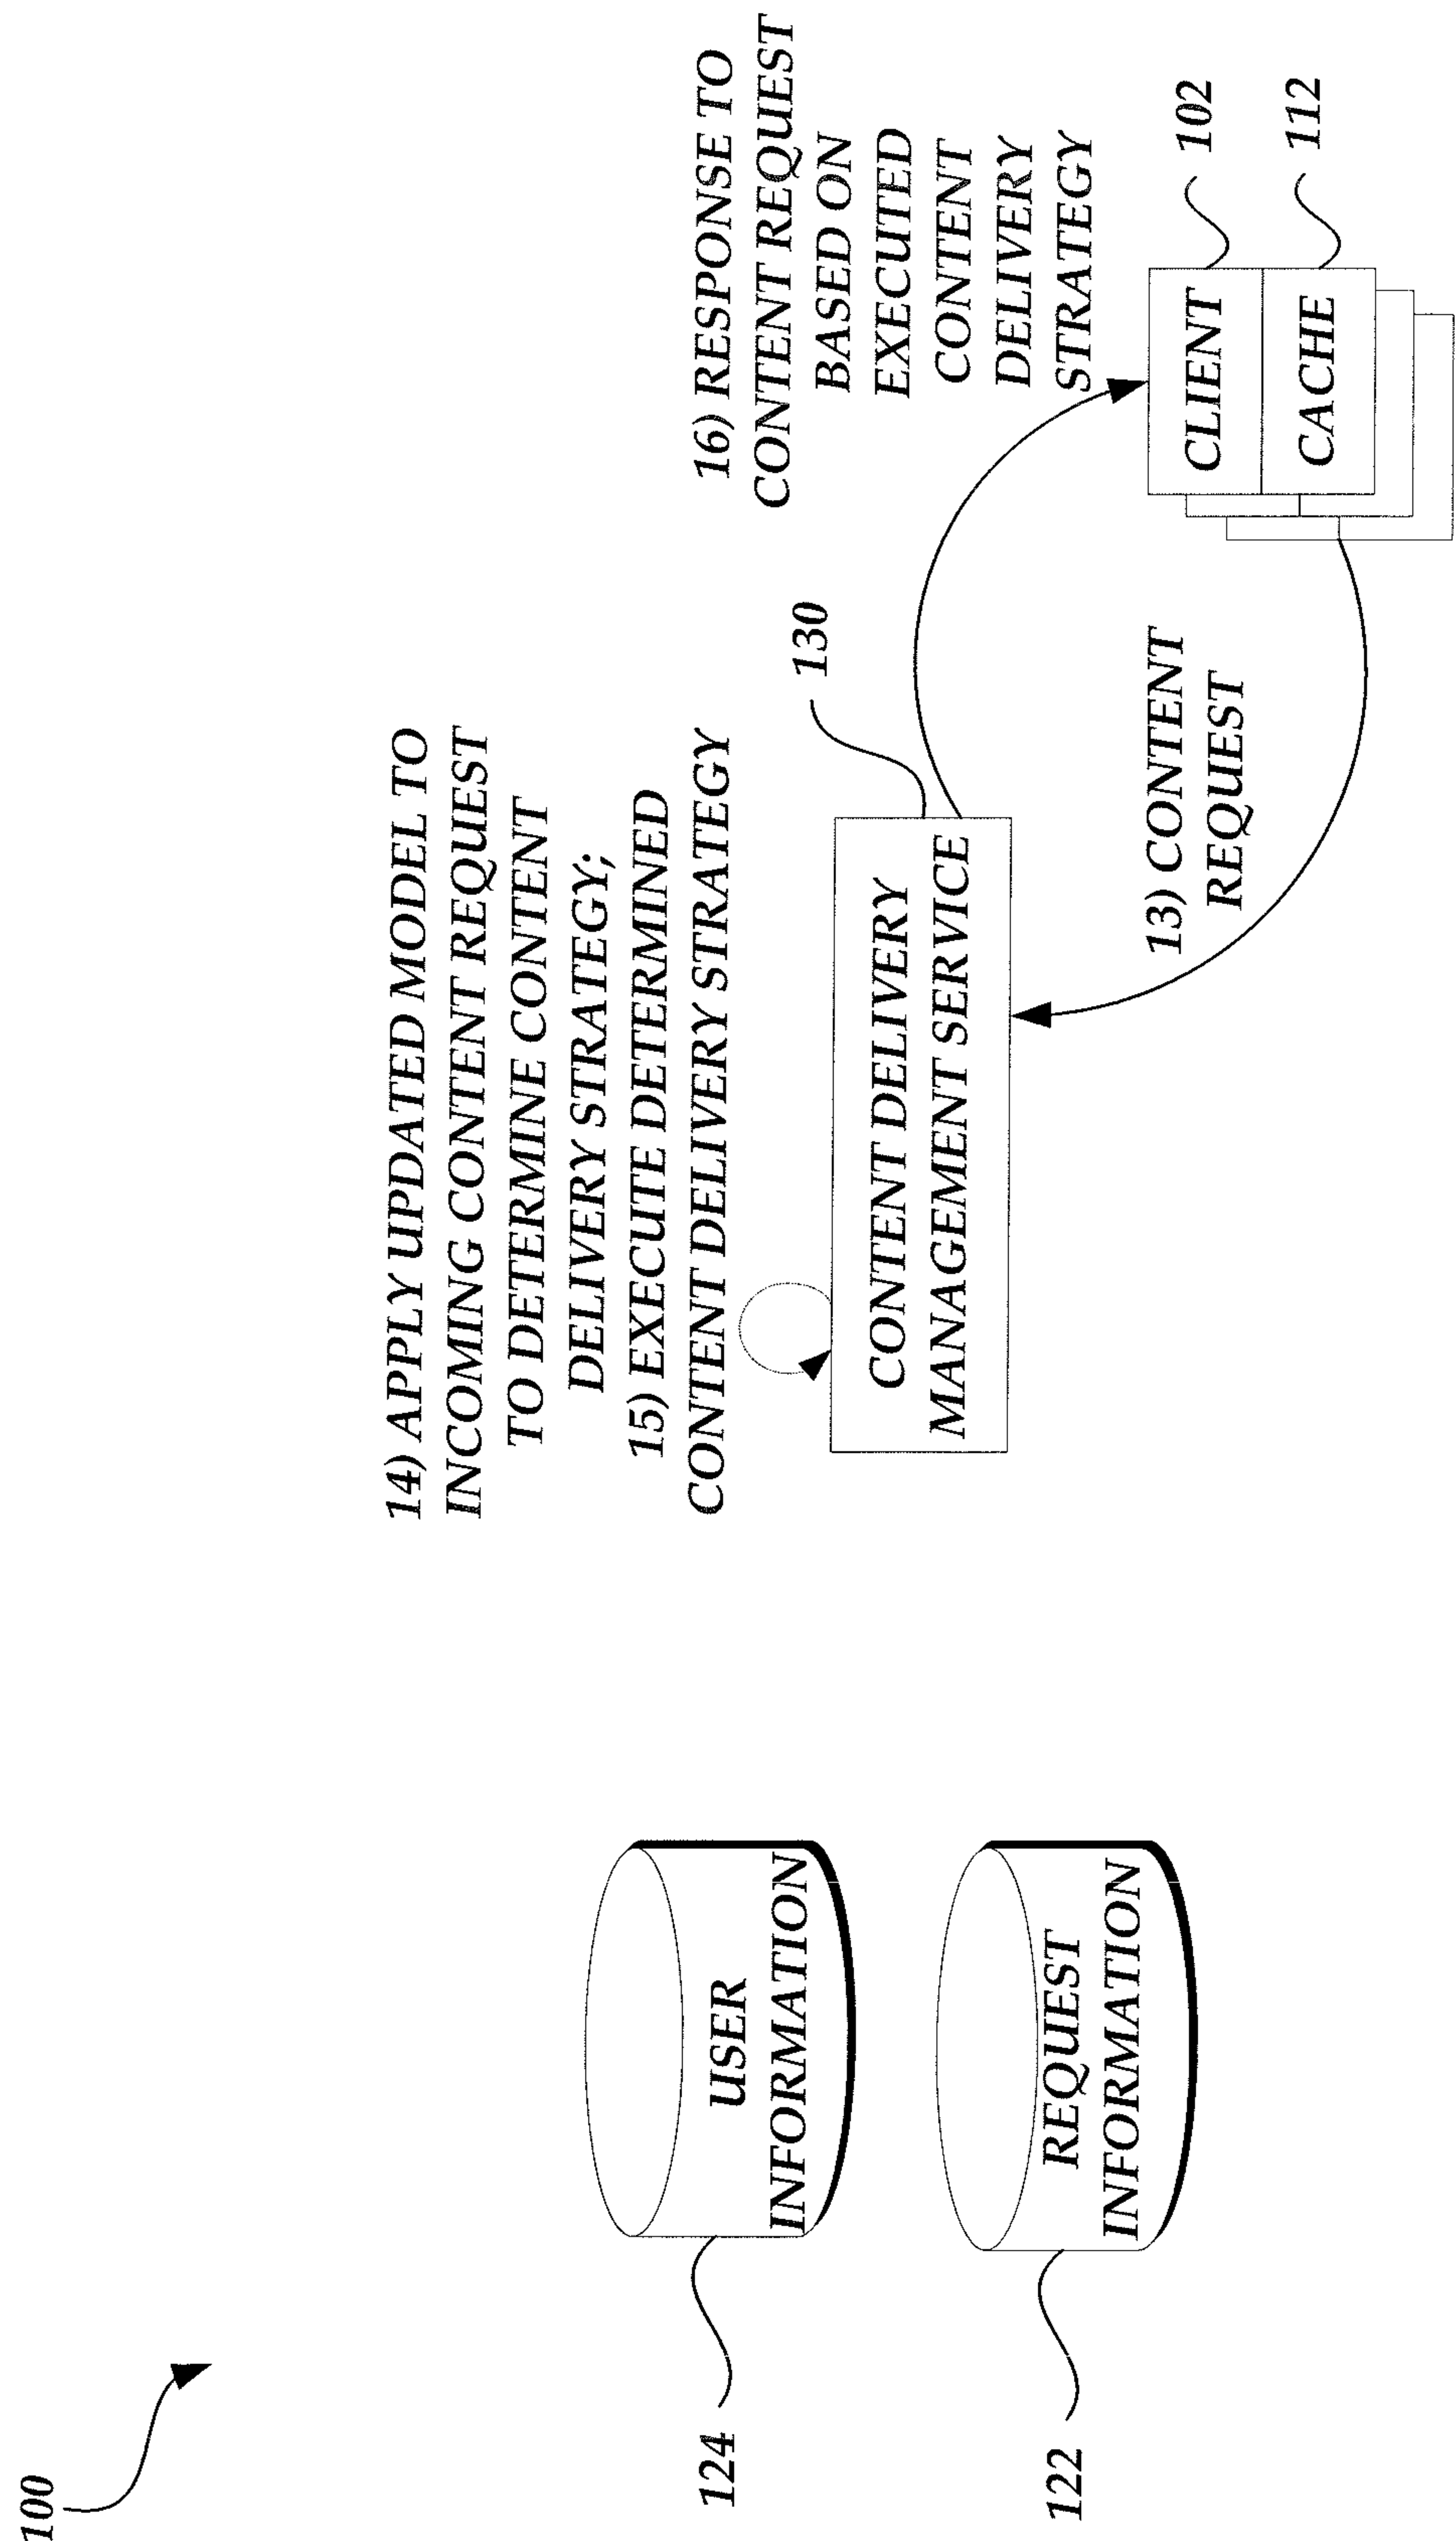 100
14) APPLY UPDATED MODEL TO
INCOMING CONTENT REQUEST
TO DETERMINE CONTENT
DELIVERY STRATEGY;
15) EXECUTE DETERMINED
CONTENT DELIVERY STRATEGY
16) RESPONSE TO
CONTENT REQUEST
BASED ON
EXECUTED
CONTENT
DELIVERY
STRATEGY
124
USER
INFORMATION
130
CONTENT DELIVERY
MANAGEMENT SERVICE
122
REQUEST
INFORMATION
13) CONTENT
REQUEST
CLIENT
102
CACHE
112